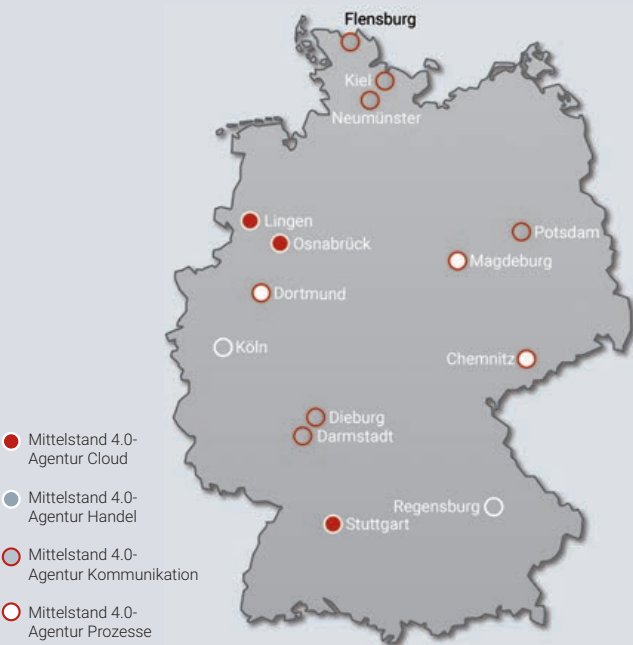 Flensburg
Kiel
Neumünster
Lingen
Osnabrück
Potsdam
Magdeburg
Dortmund
Köln
Chemnitz
Dieburg
Darmstadt
Regensburg
Stuttgart
Mittelstand 4.0-
Agentur Cloud
Mittelstand 4.0-
Agentur Handel
Mittelstand 4.0-
Agentur Kommunikation
Mittelstand 4.0-
Agentur Prozesse